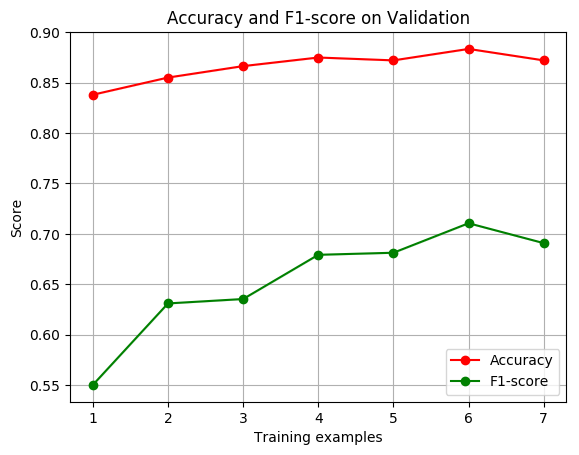 Accuracy and F1-score on Validation
0.90
0.85
0.80
0.75
0.70
0.65
0.60
0.55
Score
Accuracy
F1-score
1 2 3 4 5 6 7
Training examples